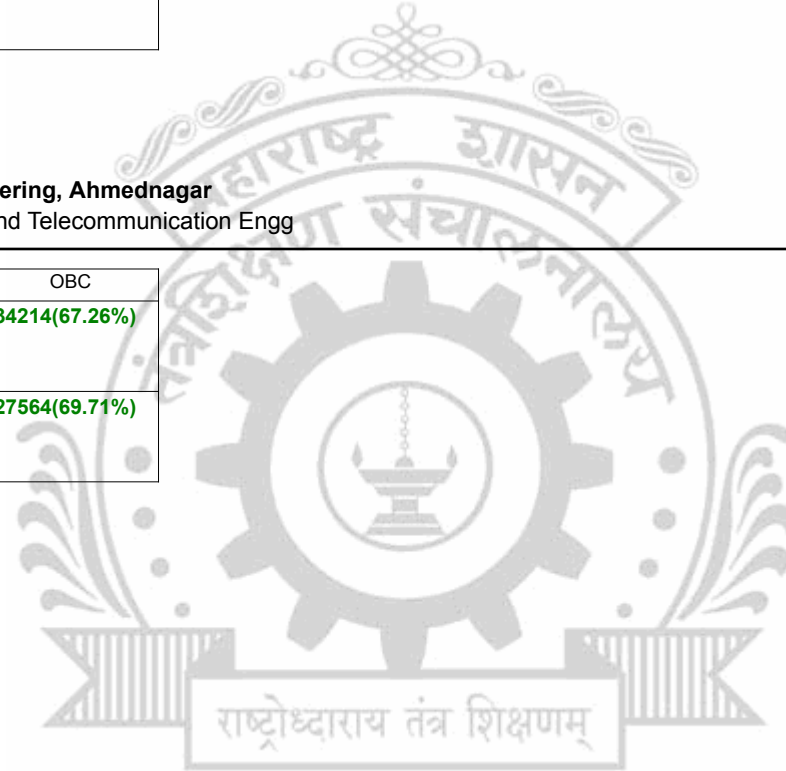 महाराष्ट्र शासन
तंत्रशिक्षण संचालनालय
ering, Ahmednagar
nd Telecommunication Engg
OBC
34214(67.26%)
27564(69.71%)
राष्ट्रोध्दाराय तंत्र शिक्षणम्